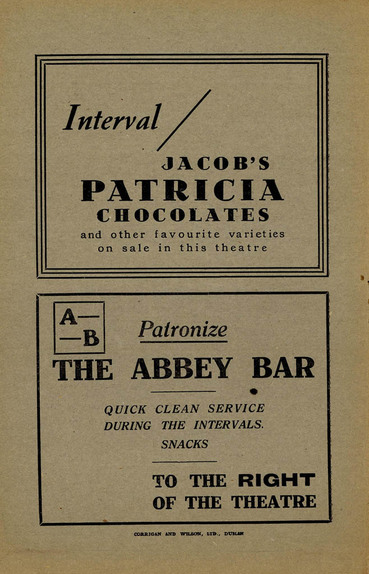 Interval
JACOB'S
PATRICIA
CHOCOLATES
and other favourite varieties
on sale in this theatre
A—
—B
Patronize
THE ABBEY BAR
QUICK CLEAN SERVICE
DURING THE INTERVALS.
SNACKS
TO THE RIGHT
OF THE THEATRE
CORRIGAN AND WILSON, LTD., DUBLIN